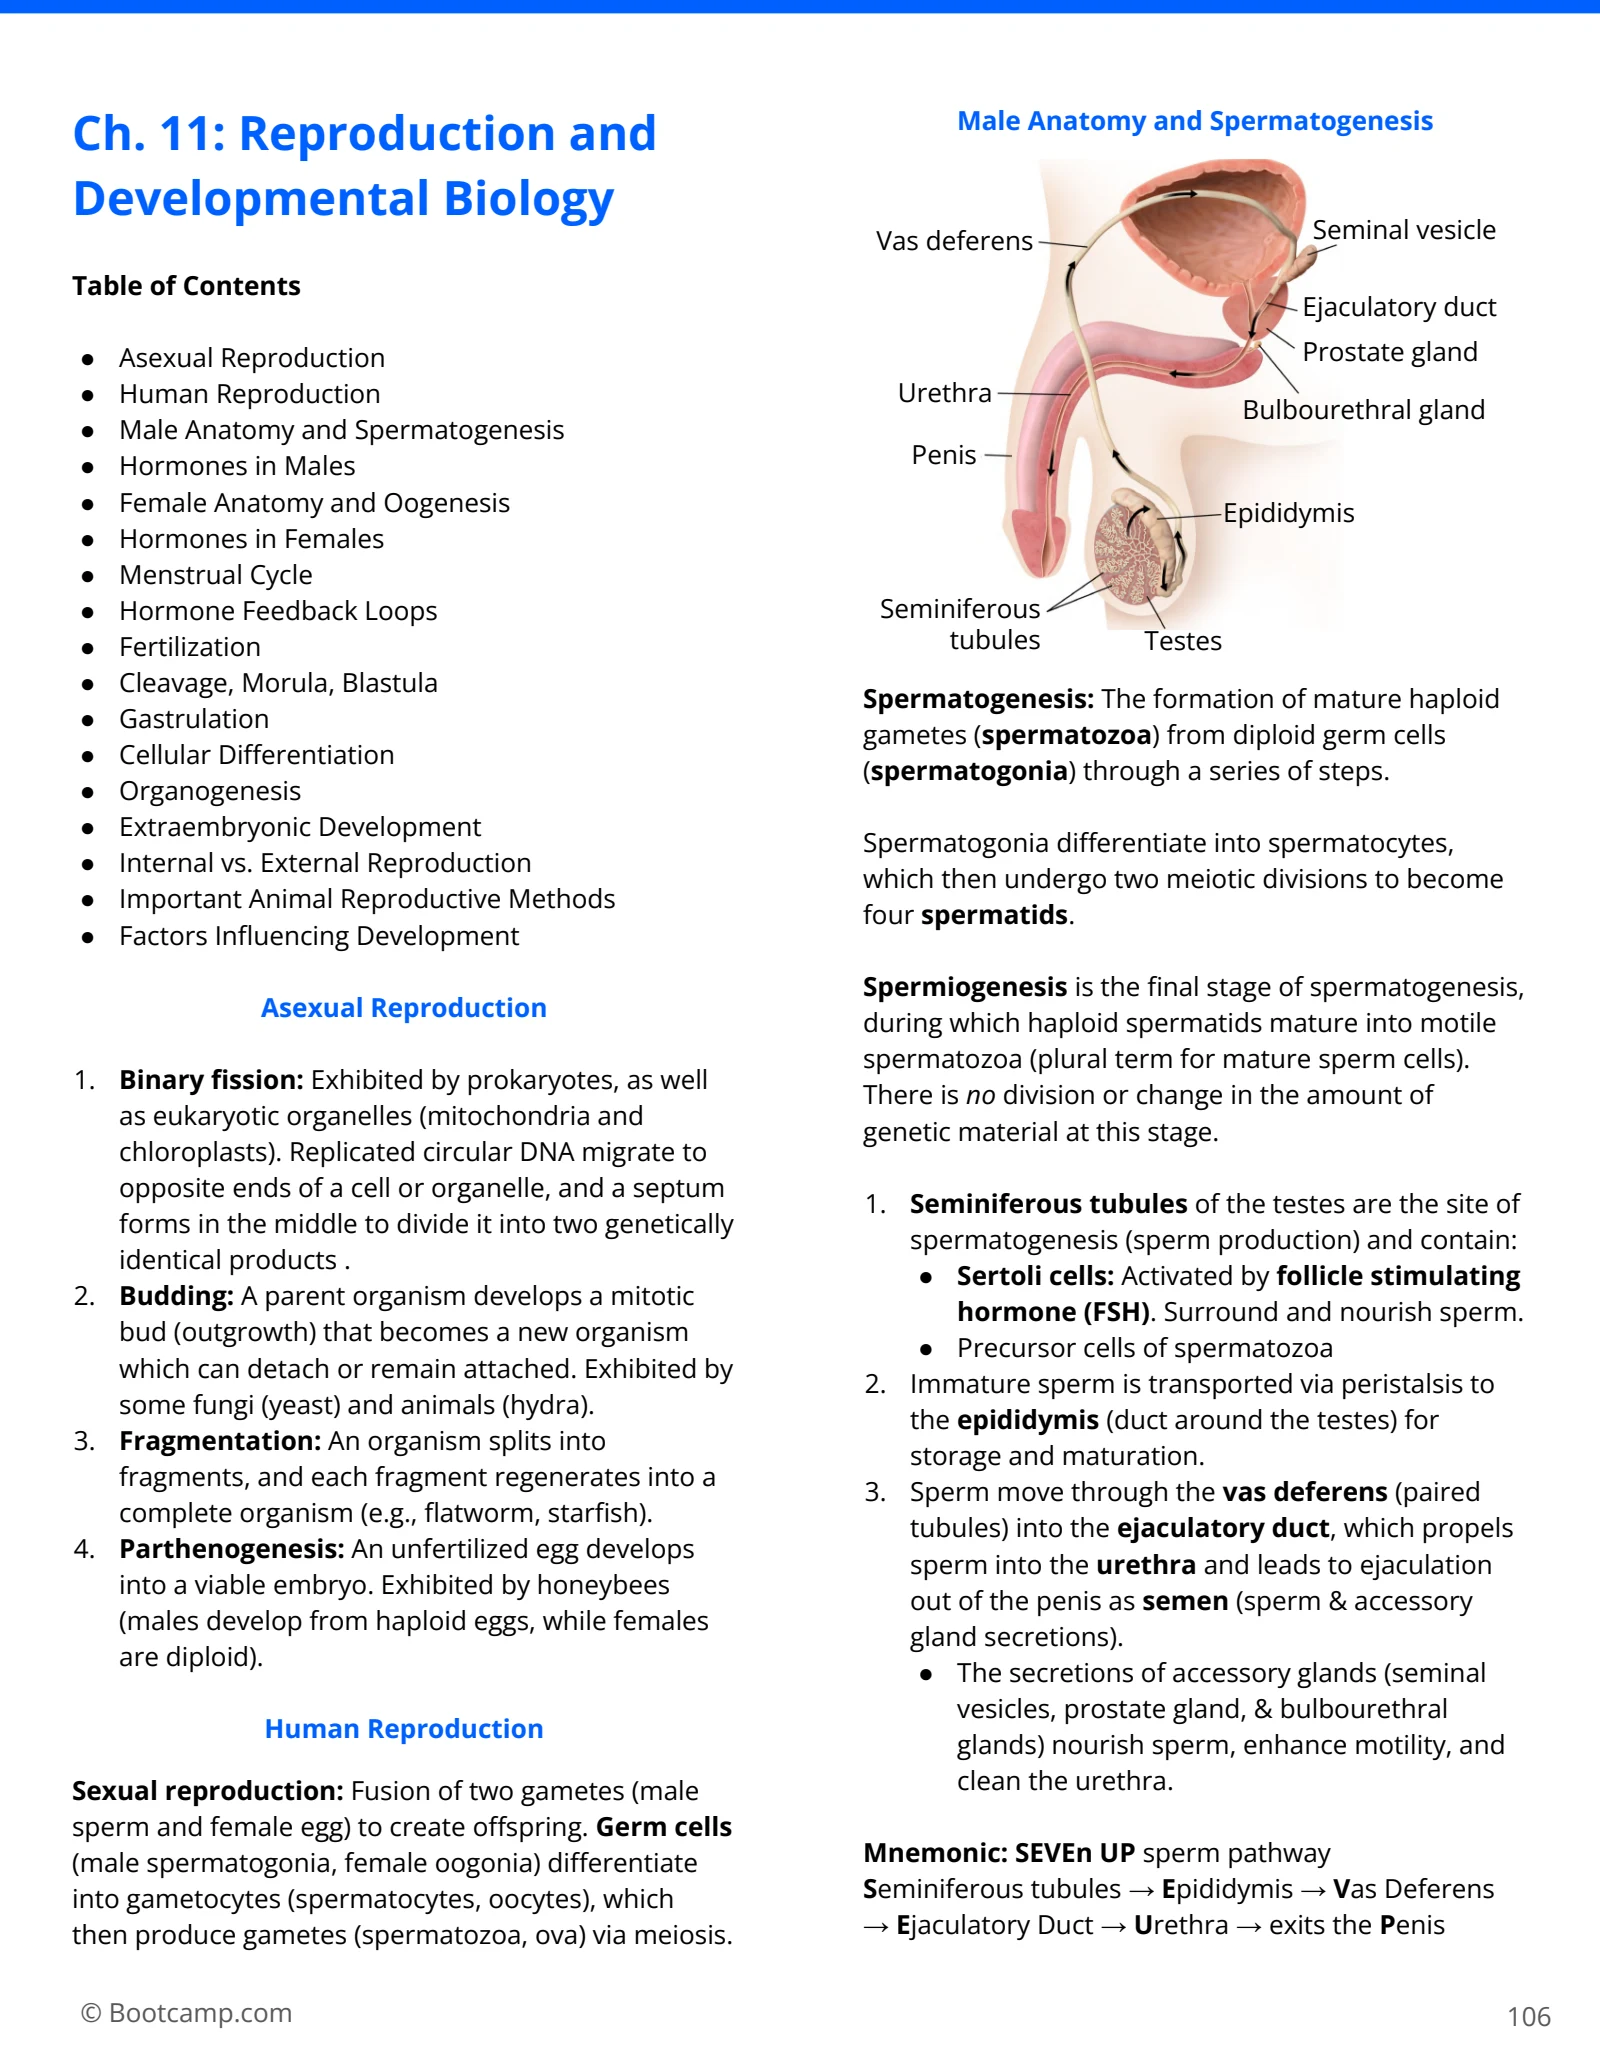 Ch. 11: Reproduction and
Developmental Biology
Table of Contents
● Asexual Reproduction
● Human Reproduction
● Male Anatomy and Spermatogenesis
● Hormones in Males
● Female Anatomy and Oogenesis
● Hormones in Females
● Menstrual Cycle
● Hormone Feedback Loops
● Fertilization
● Cleavage, Morula, Blastula
● Gastrulation
● Cellular Differentiation
● Organogenesis
● Extraembryonic Development
● Internal vs. External Reproduction
● Important Animal Reproductive Methods
● Factors Influencing Development
Asexual Reproduction
1. Binary fission: Exhibited by prokaryotes, as well
as eukaryotic organelles (mitochondria and
chloroplasts). Replicated circular DNA migrate to
opposite ends of a cell or organelle, and a septum
forms in the middle to divide it into two genetically
identical products .
2. Budding: A parent organism develops a mitotic
bud (outgrowth) that becomes a new organism
which can detach or remain attached. Exhibited by
some fungi (yeast) and animals (hydra).
3. Fragmentation: An organism splits into
fragments, and each fragment regenerates into a
complete organism (e.g., flatworm, starfish).
4. Parthenogenesis: An unfertilized egg develops
into a viable embryo. Exhibited by honeybees
(males develop from haploid eggs, while females
are diploid).
Human Reproduction
Sexual reproduction: Fusion of two gametes (male
sperm and female egg) to create offspring. Germ cells
(male spermatogonia, female oogonia) differentiate
into gametocytes (spermatocytes, oocytes), which
then produce gametes (spermatozoa, ova) via meiosis.
Male Anatomy and Spermatogenesis
Vas deferens
Seminal vesicle
Ejaculatory duct
Prostate gland
Urethra
Bulbourethral gland
Penis
Epididymis
Seminiferous
tubules
Testes
Spermatogenesis: The formation of mature haploid
gametes (spermatozoa) from diploid germ cells
(spermatogonia) through a series of steps.
Spermatogonia differentiate into spermatocytes,
which then undergo two meiotic divisions to become
four spermatids.
Spermiogenesis is the final stage of spermatogenesis,
during which haploid spermatids mature into motile
spermatozoa (plural term for mature sperm cells).
There is no division or change in the amount of
genetic material at this stage.
1. Seminiferous tubules of the testes are the site of
spermatogenesis (sperm production) and contain:
● Sertoli cells: Activated by follicle stimulating
hormone (FSH). Surround and nourish sperm.
● Precursor cells of spermatozoa
2. Immature sperm is transported via peristalsis to
the epididymis (duct around the testes) for
storage and maturation.
3. Sperm move through the vas deferens (paired
tubules) into the ejaculatory duct, which propels
sperm into the urethra and leads to ejaculation
out of the penis as semen (sperm & accessory
gland secretions).
● The secretions of accessory glands (seminal
vesicles, prostate gland, & bulbourethral
glands) nourish sperm, enhance motility, and
clean the urethra.
Mnemonic: SEVEn UP sperm pathway
Seminiferous tubules → Epididymis → Vas Deferens
→ Ejaculatory Duct → Urethra → exits the Penis
© Bootcamp.com
106